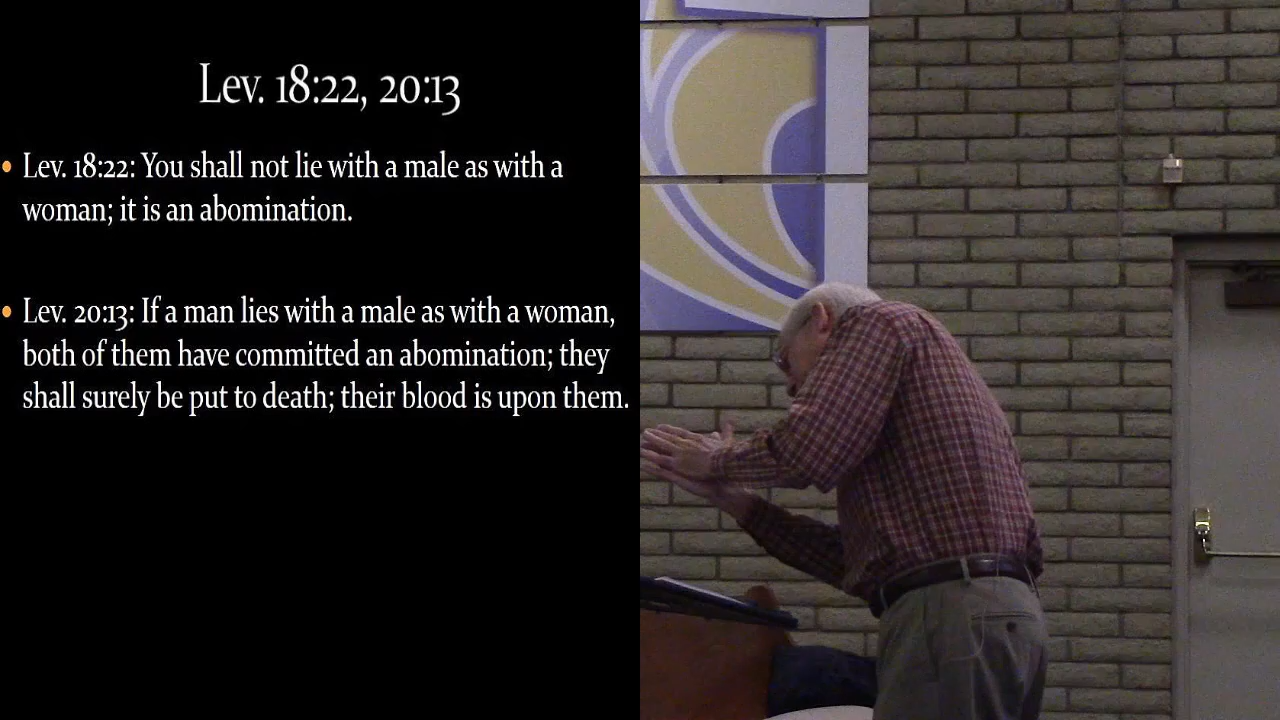 Lev. 18:22, 20:13
• Lev. 18:22: You shall not lie with a male as with a
woman; it is an abomination.
• Lev. 20:13: If a man lies with a male as with a woman,
both of them have committed an abomination; they
shall surely be put to death; their blood is upon them.